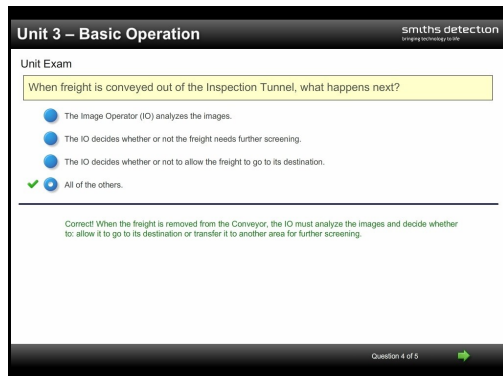 Unit 3 – Basic Operation
smiths detection
bringing technology to life
Unit Exam
When freight is conveyed out of the Inspection Tunnel, what happens next?
The Image Operator (IO) analyzes the images.
The IO decides whether or not the freight needs further screening.
The IO decides whether or not to allow the freight to go to its destination.
All of the others.
Correct! When the freight is removed from the Conveyor, the IO must analyze the images and decide whether
to: allow it to go to its destination or transfer it to another area for further screening.
Question 4 of 5